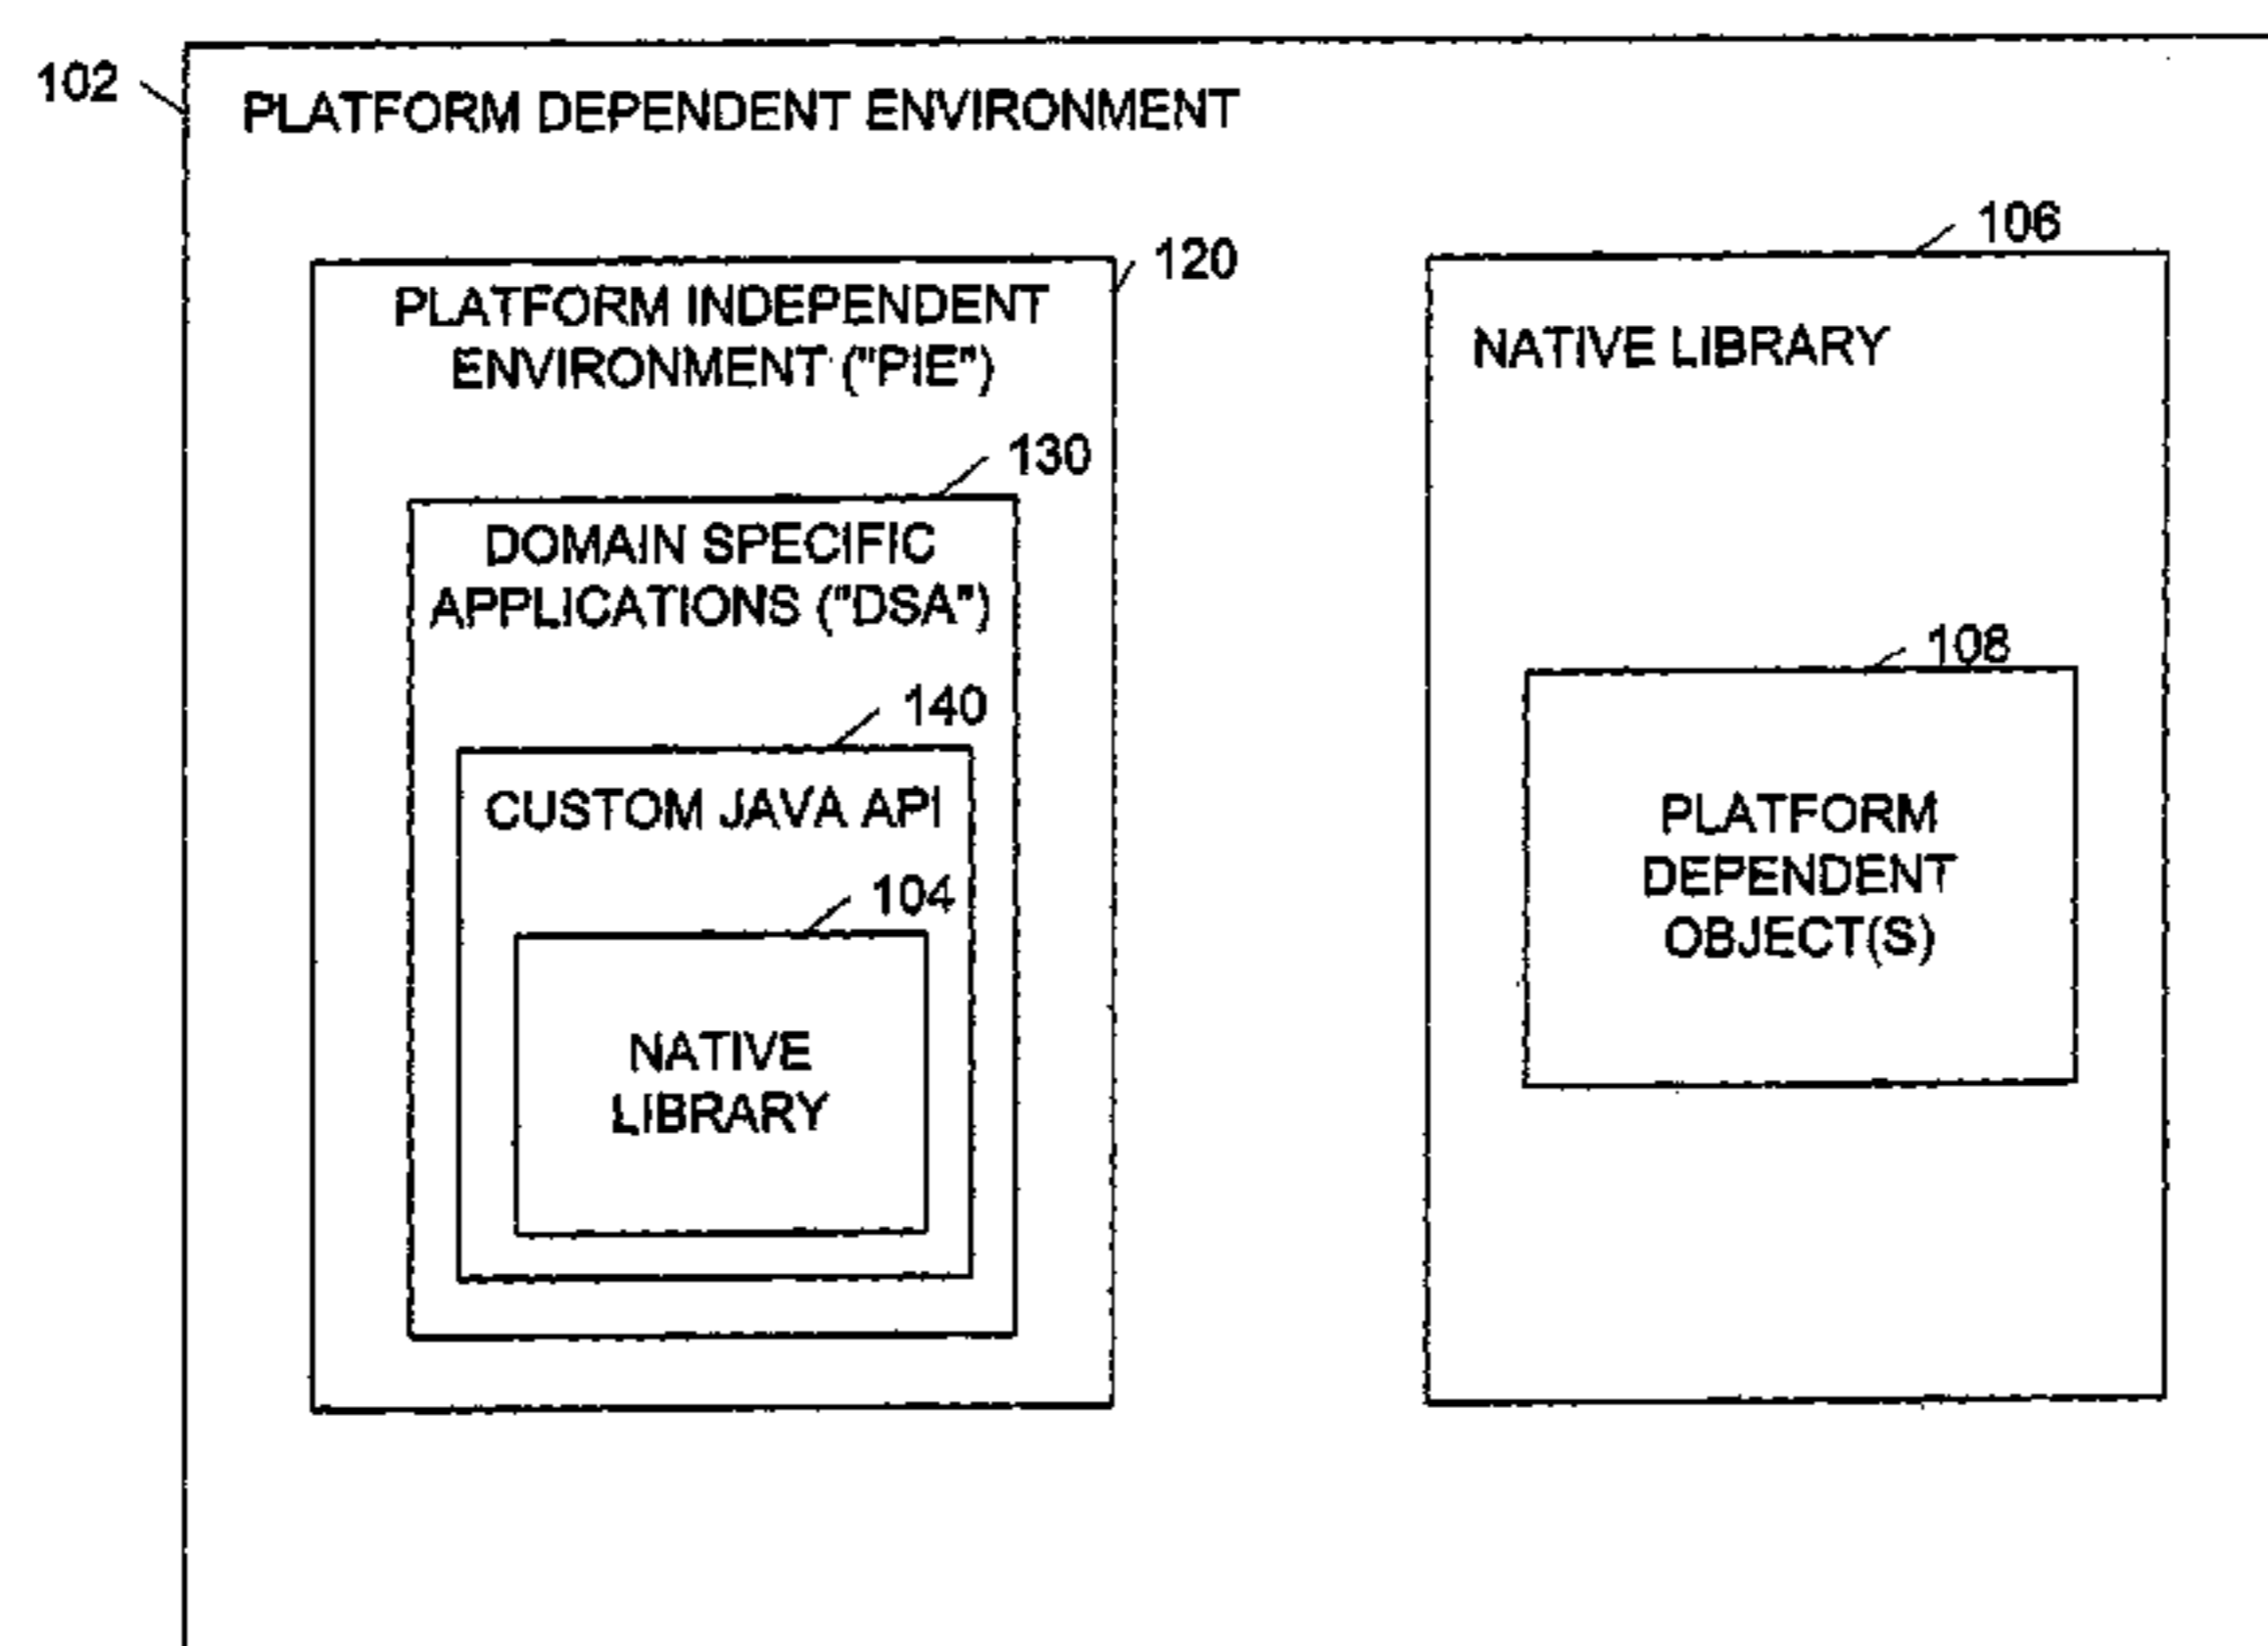 102
PLATFORM DEPENDENT ENVIRONMENT
106
120
PLATFORM INDEPENDENT
ENVIRONMENT ("PIE")
NATIVE LIBRARY
130
DOMAIN SPECIFIC
APPLICATIONS ("DSA")
108
140
CUSTOM JAVA API
PLATFORM
DEPENDENT
OBJECT(S)
104
NATIVE
LIBRARY